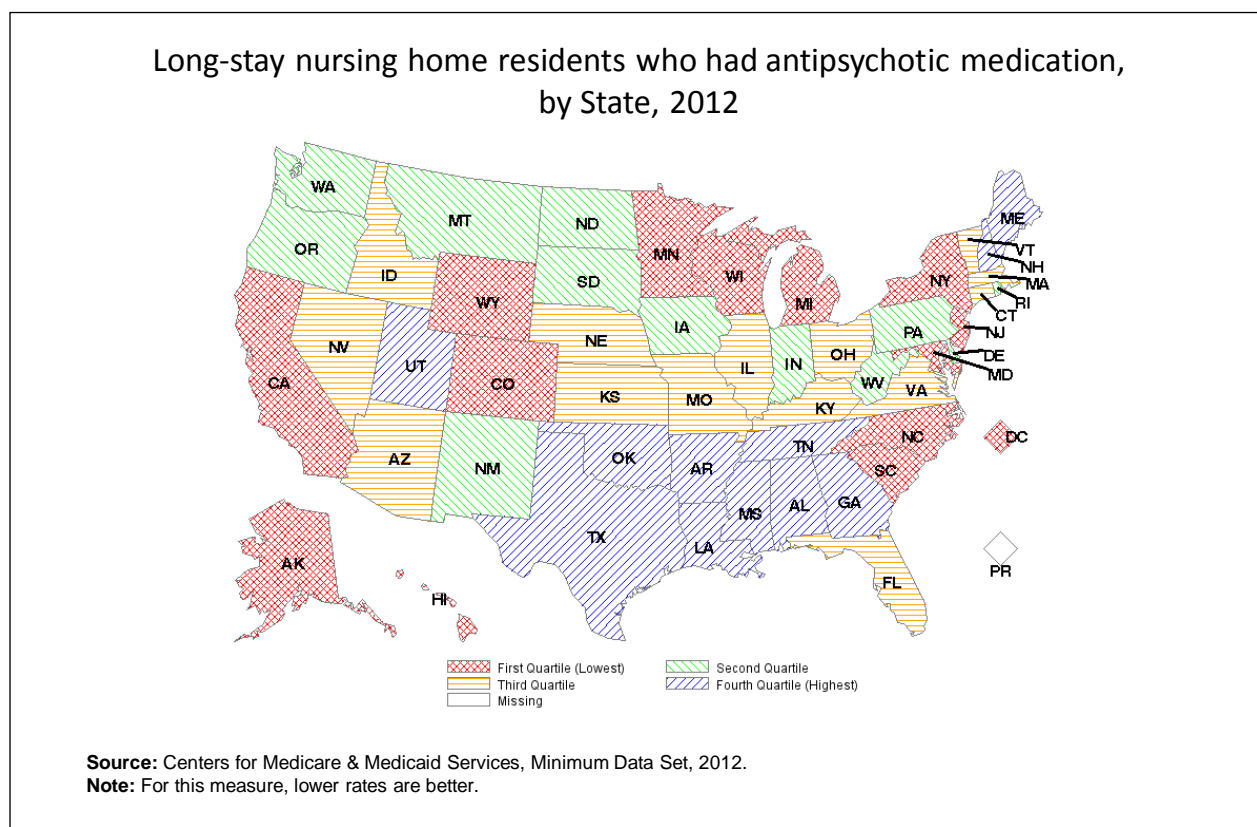 Long-stay nursing home residents who had antipsychotic medication,
by State, 2012
WA
MT
ND
MN
ME
VT
NH
OR
ID
SD
WI
NY
MA
RI
WY
MI
CT
NJ
IA
PA
NE
DE
MD
NV
UT
IL
IN
OH
WV
VA
CA
CO
KS
MO
KY
NC
DC
TN
AZ
NM
OK
AR
SC
MS
AL
GA
TX
LA
AK
PR
FL
HI
First Quartile (Lowest)
Second Quartile
Third Quartile
Fourth Quartile (Highest)
Missing
Source: Centers for Medicare & Medicaid Services, Minimum Data Set, 2012.
Note: For this measure, lower rates are better.